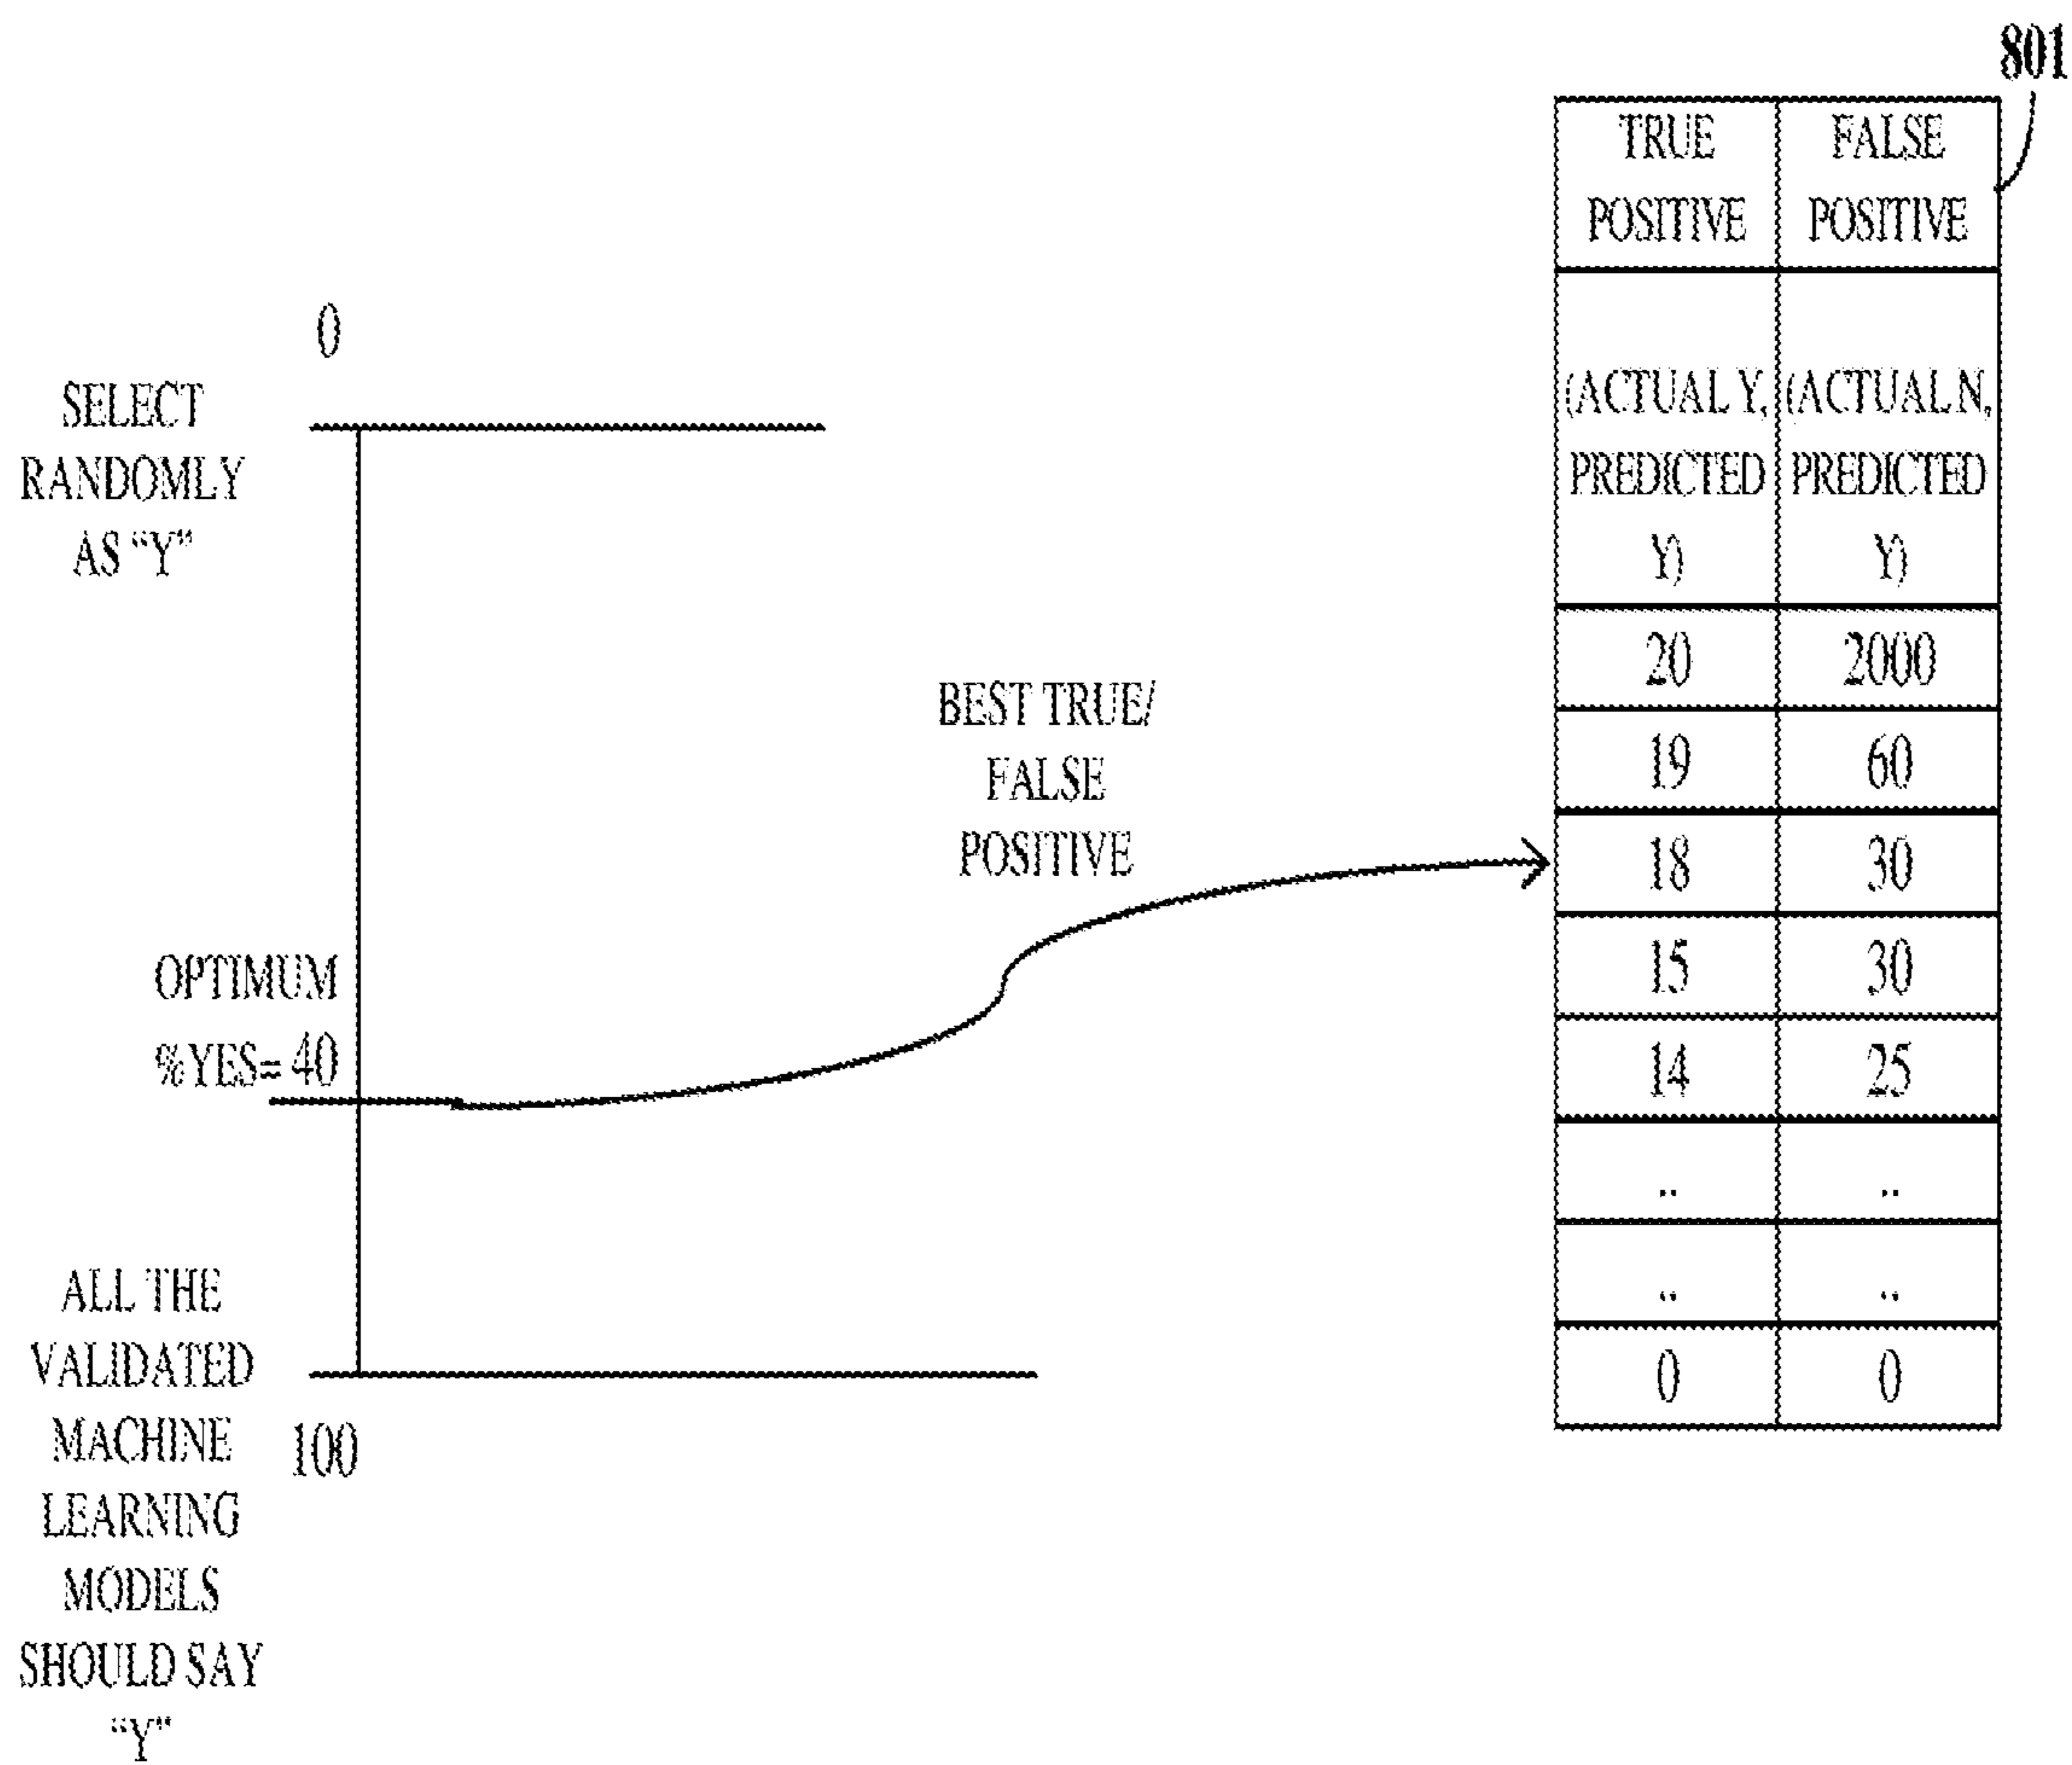 801
TRUE
POSITIVE
FALSE
POSITIVE
(ACTUAL Y,
PREDICTED
Y)
(ACTUAL N,
PREDICTED
Y)
20 2000
19 60
18 30
15 30
14 25
.. ..
.. ..
0 0
0
SELECT
RANDOMLY
AS “Y”
BEST TRUE/
FALSE
POSITIVE
OPTIMUM
%YES= 40
ALL THE
VALIDATED
MACHINE
LEARNING
MODELS
SHOULD SAY
“Y”
100